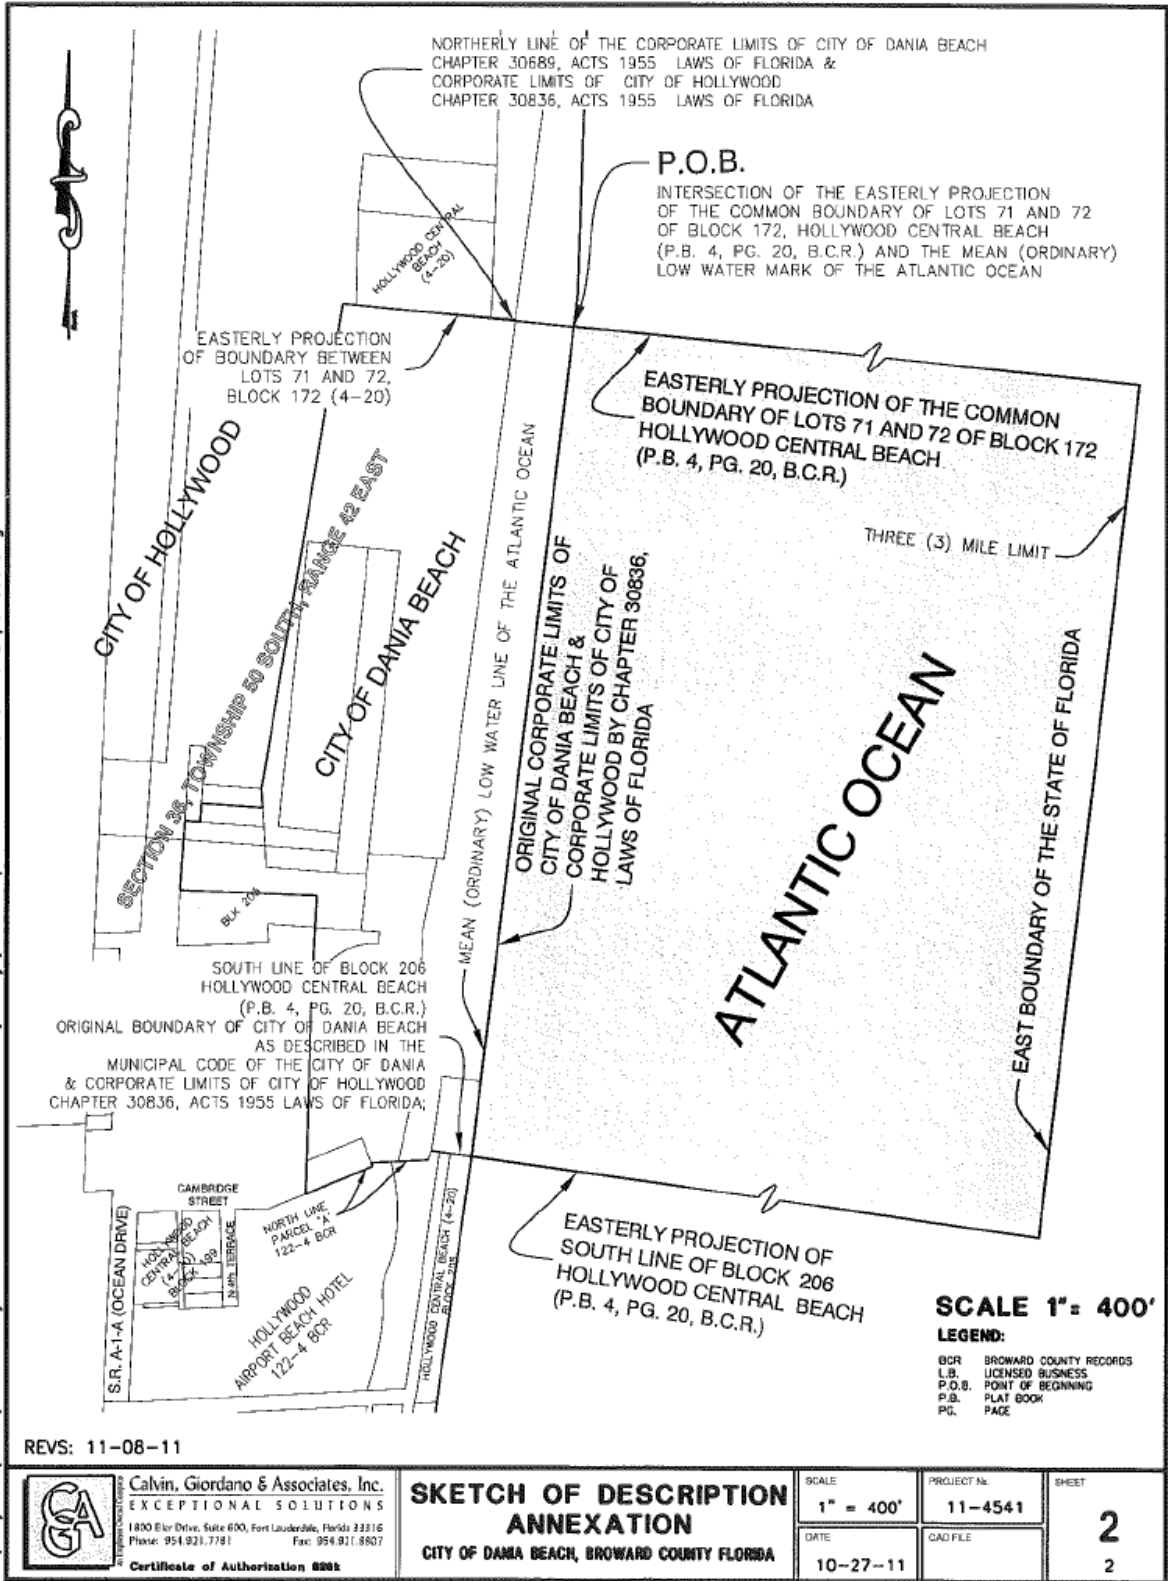 NORTHERLY LINE OF THE CORPORATE LIMITS OF CITY OF DANIA BEACH
CHAPTER 30689, ACTS 1955 LAWS OF FLORIDA &
CORPORATE LIMITS OF CITY OF HOLLYWOOD
CHAPTER 30836, ACTS 1955 LAWS OF FLORIDA
P.O.B.
INTERSECTION OF THE EASTERLY PROJECTION
OF THE COMMON BOUNDARY OF LOTS 71 AND 72
OF BLOCK 172, HOLLYWOOD CENTRAL BEACH
(P.B. 4, PG. 20, B.C.R.) AND THE MEAN (ORDINARY)
LOW WATER MARK OF THE ATLANTIC OCEAN
HOLLYWOOD CENTRAL
BEACH
(4-20)
EASTERLY PROJECTION
OF BOUNDARY BETWEEN
LOTS 71 AND 72,
BLOCK 172 (4-20)
EASTERLY PROJECTION OF THE COMMON
BOUNDARY OF LOTS 71 AND 72 OF BLOCK 172
HOLLYWOOD CENTRAL BEACH
(P.B. 4, PG. 20, B.C.R.)
THREE (3) MILE LIMIT
CITY OF HOLLYWOOD
SECTION 36, TOWNSHIP 50 SOUTH, RANGE 42 EAST
CITY OF DANIA BEACH
MEAN (ORDINARY) LOW WATER LINE OF THE ATLANTIC OCEAN
ORIGINAL CORPORATE LIMITS OF
CITY OF DANIA BEACH &
CORPORATE LIMITS OF CITY OF
HOLLYWOOD BY CHAPTER 30836,
LAWS OF FLORIDA
ATLANTIC OCEAN
EAST BOUNDARY OF THE STATE OF FLORIDA
BLK 206
SOUTH LINE OF BLOCK 206
HOLLYWOOD CENTRAL BEACH
(P.B. 4, PG. 20, B.C.R.)
ORIGINAL BOUNDARY OF CITY OF DANIA BEACH
AS DESCRIBED IN THE
MUNICIPAL CODE OF THE CITY OF DANIA
& CORPORATE LIMITS OF CITY OF HOLLYWOOD
CHAPTER 30836, ACTS 1955 LAWS OF FLORIDA;
CAMBRIDGE
STREET
S.R. A-1-A (OCEAN DRIVE)
HOLLYWOOD
CENTRAL BEACH
(4-20)
BLOCK 199
N 4th TERRACE
NORTH LINE
PARCEL "A"
122-4 BCR
HOLLYWOOD
AIRPORT BEACH HOTEL
122-4 BCR
HOLLYWOOD CENTRAL BEACH (4-20)
BLOCK
EASTERLY PROJECTION OF
SOUTH LINE OF BLOCK 206
HOLLYWOOD CENTRAL BEACH
(P.B. 4, PG. 20, B.C.R.)
SCALE 1"= 400'
LEGEND:
BCR BROWARD COUNTY RECORDS
L.B. LICENSED BUSINESS
P.O.B. POINT OF BEGINNING
P.B. PLAT BOOK
PG. PAGE
REVS: 11-08-11
Calvin, Giordano & Associates, Inc.
EXCEPTIONAL SOLUTIONS
1800 Eller Drive, Suite 600, Fort Lauderdale, Florida 33316
Phone: 954.921.7781 Fax: 954.921.8807
Certificate of Authorization
SKETCH OF DESCRIPTION
ANNEXATION
CITY OF DANIA BEACH, BROWARD COUNTY FLORIDA
SCALE
1" = 400'
PROJECT No.
11-4541
SHEET
2
2
DATE
10-27-11
CAD FILE